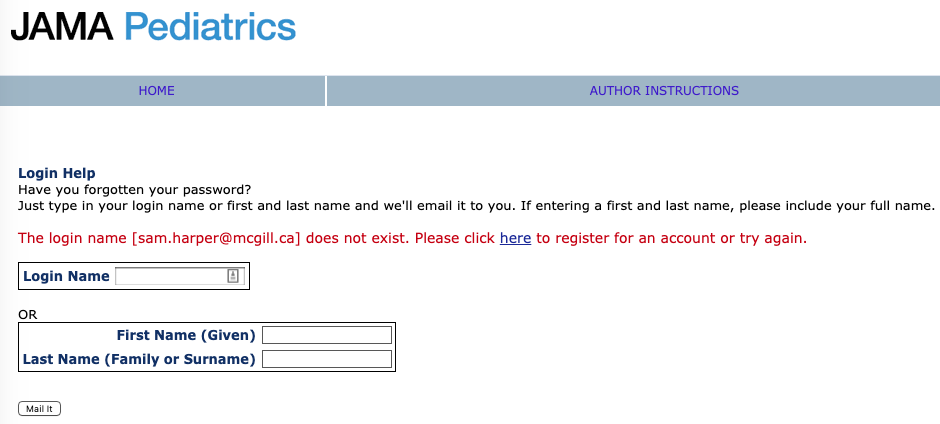 JAMA Pediatrics
HOME
AUTHOR INSTRUCTIONS
Login Help
Have you forgotten your password?
Just type in your login name or first and last name and we'll email it to you. If entering a first and last name, please include your full name.
The login name [sam.harper@mcgill.ca] does not exist. Please click here to register for an account or try again.
Login Name
OR
First Name (Given)
Last Name (Family or Surname)
Mail It